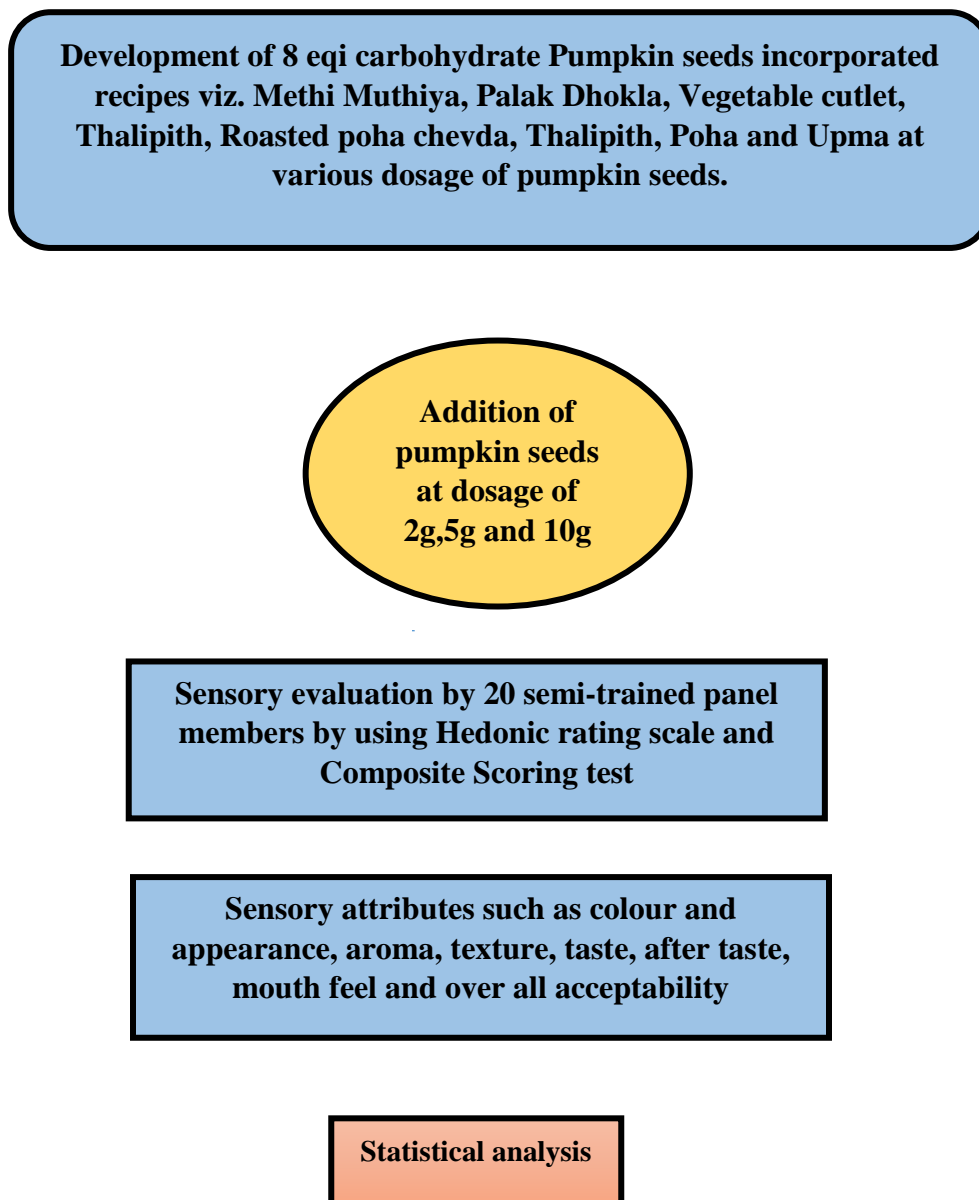 Development of 8 eqi carbohydrate Pumpkin seeds incorporated
recipes viz. Methi Muthiya, Palak Dhokla, Vegetable cutlet,
Thalipith, Roasted poha chevda, Thalipith, Poha and Upma at
various dosage of pumpkin seeds.
Addition of
pumpkin seeds
at dosage of
2g,5g and 10g
Sensory evaluation by 20 semi-trained panel
members by using Hedonic rating scale and
Composite Scoring test
Sensory attributes such as colour and
appearance, aroma, texture, taste, after taste,
mouth feel and over all acceptability
Statistical analysis